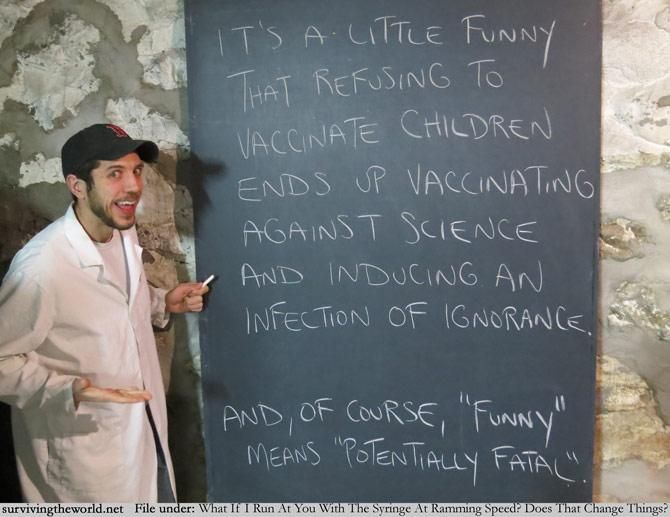 IT'S A LITTLE FUNNY
THAT REFUSING TO
VACCINATE CHILDREN
ENDS UP VACCINATING
AGAINST SCIENCE
AND INDUCING AN
INFECTION OF IGNORANCE.
AND, OF COURSE, "FUNNY"
MEANS "POTENTIALLY FATAL".
survivingtheworld.net File under: What If I Run At You With The Syringe At Ramming Speed? Does That Change Things?